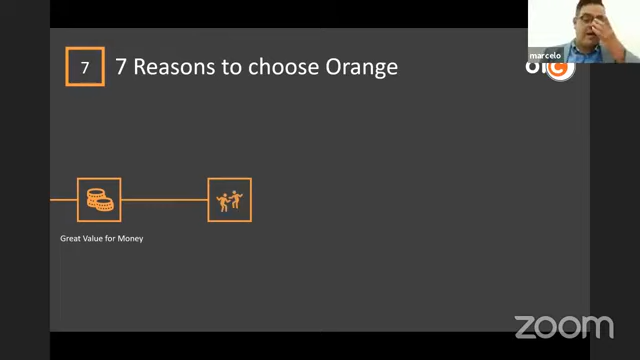 7
7 Reasons to choose Orange
marcelo
Great Value for Money
zoom